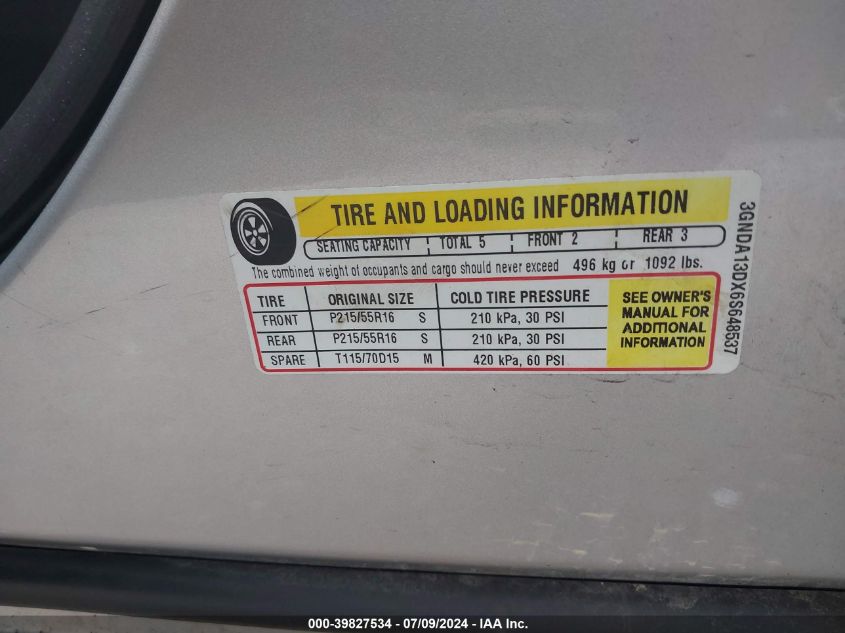 TIRE AND LOADING INFORMATION
SEATING CAPACITY TOTAL 5 FRONT 2 REAR 3
The combined weight of occupants and cargo should never exceed 496 kg or 1092 lbs.
TIRE ORIGINAL SIZE COLD TIRE PRESSURE
FRONT P215/55R16 S 210 kPa, 30 PSI
REAR P215/55R16 S 210 kPa, 30 PSI
SPARE T115/70D15 M 420 kPa, 60 PSI
SEE OWNER'S
MANUAL FOR
ADDITIONAL
INFORMATION
3GNDA13DX6S648537
000-39827534 - 07/09/2024 - IAA Inc.